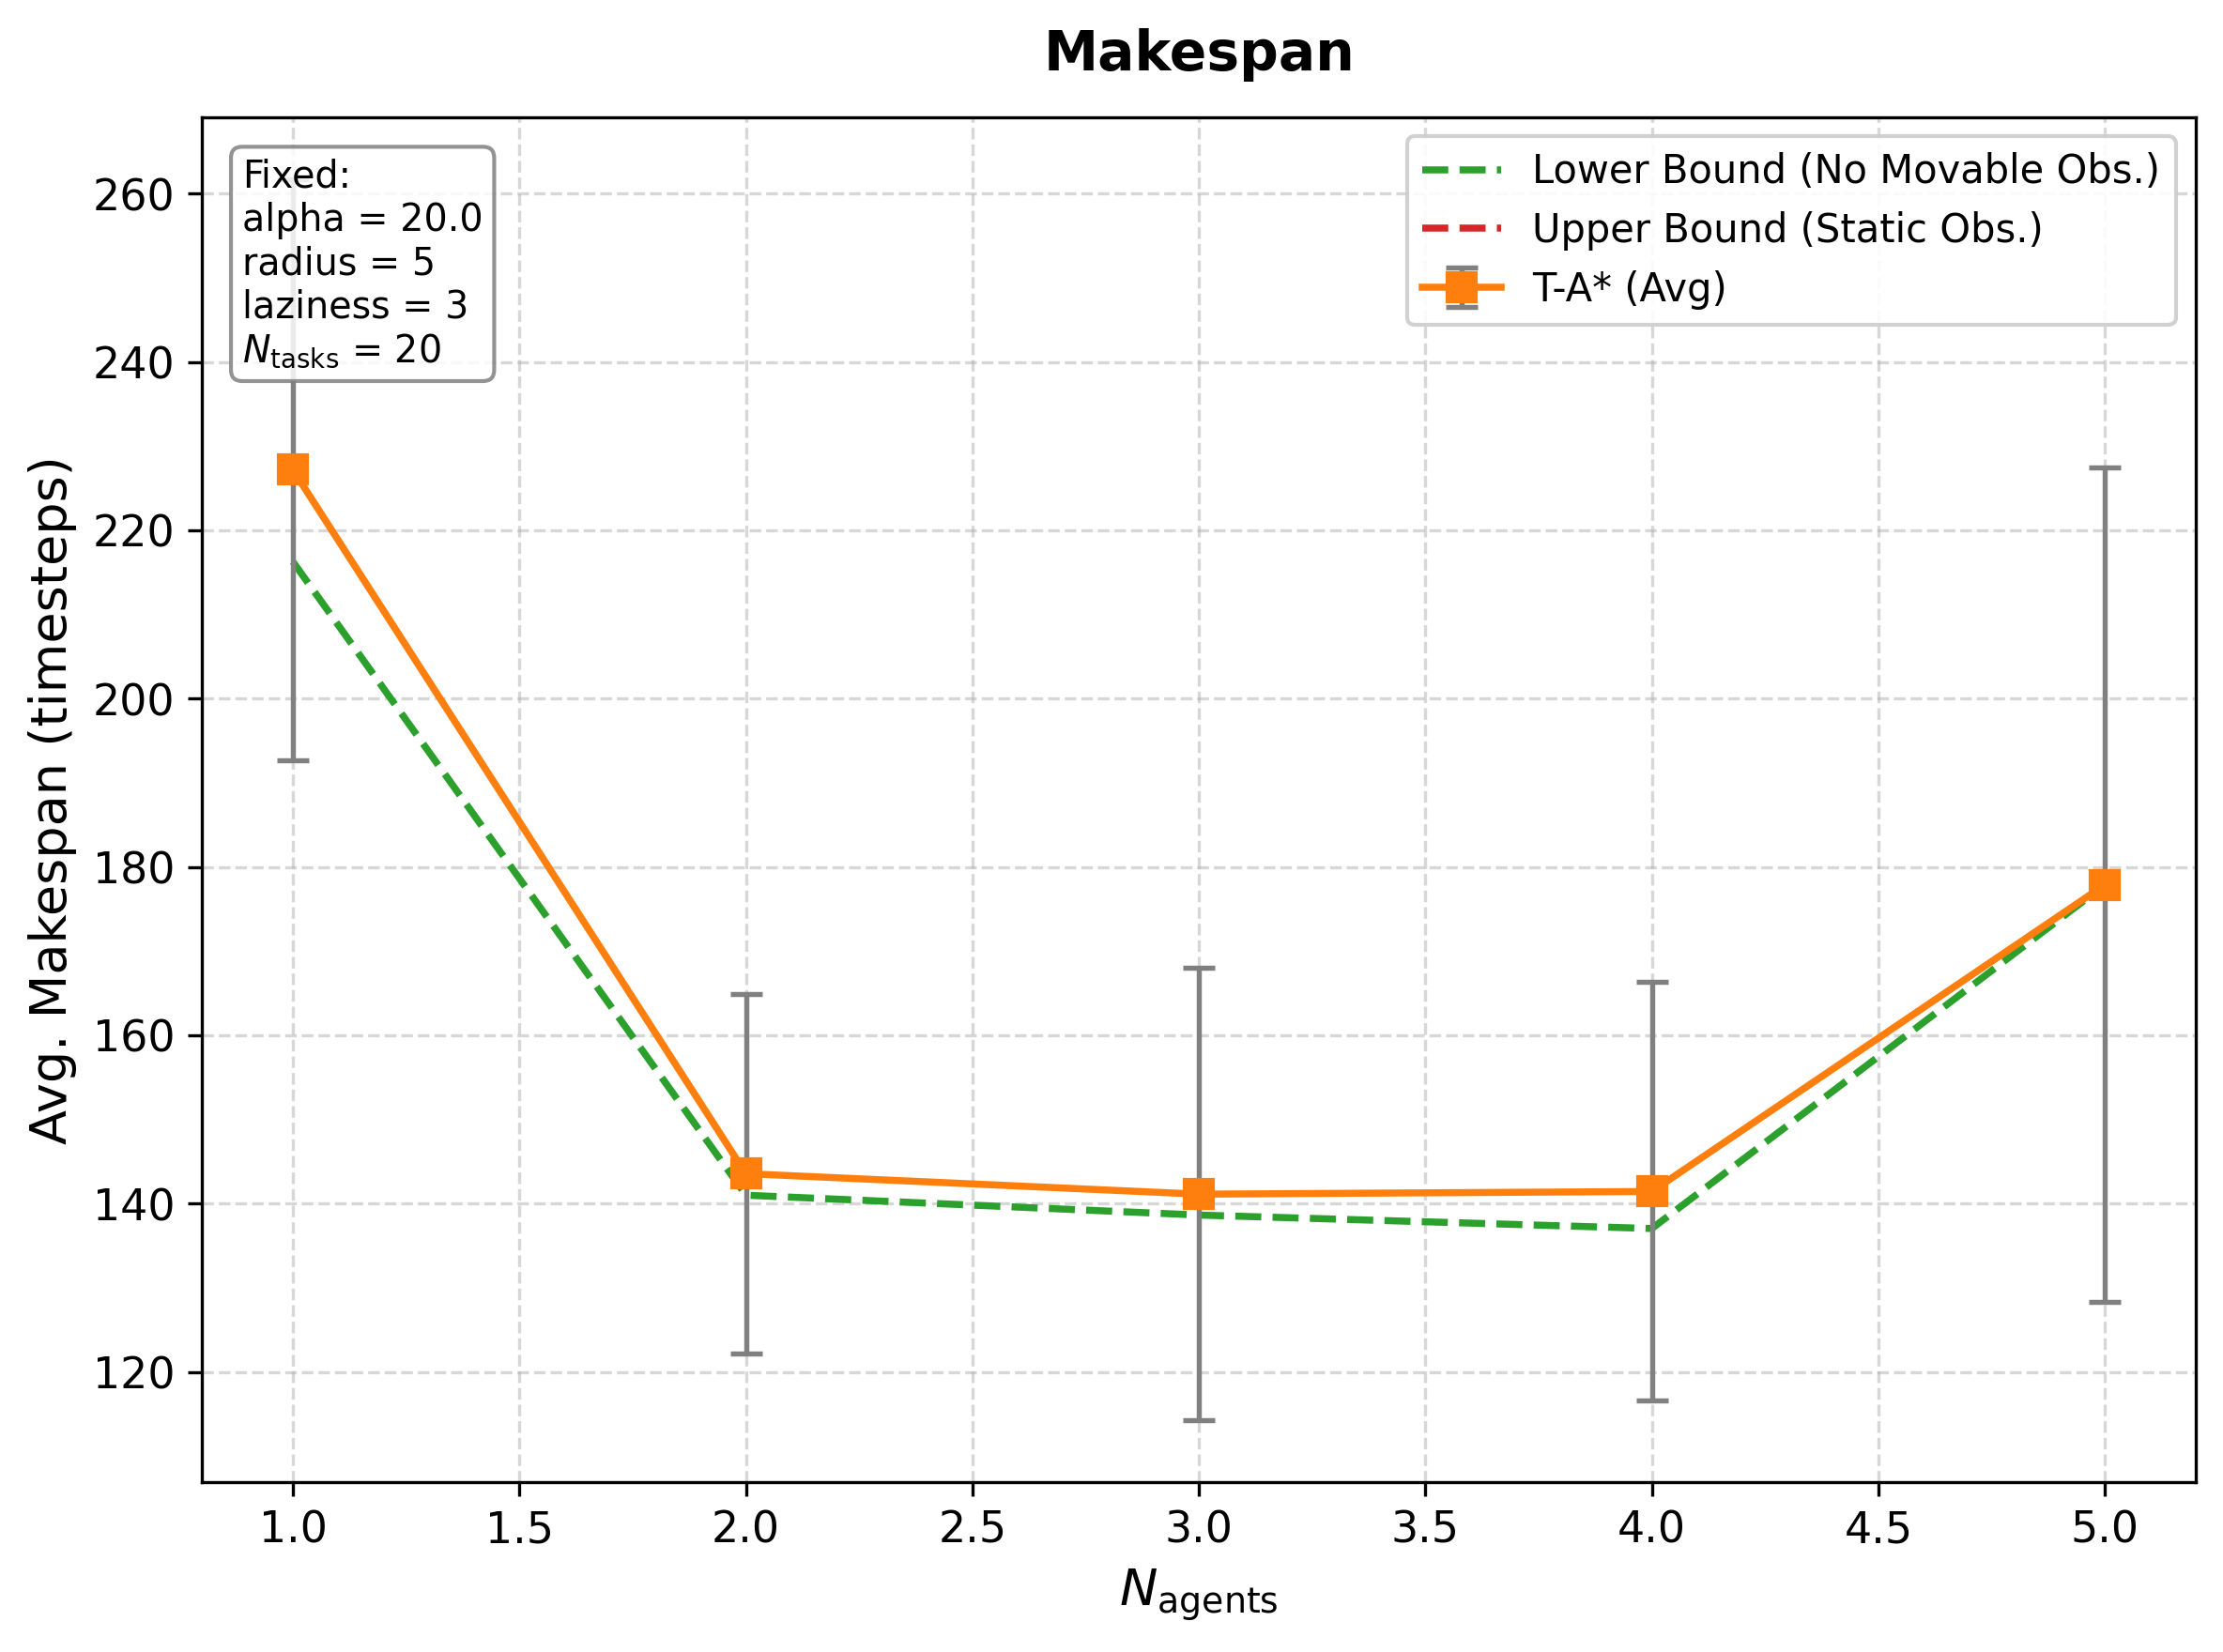 Makespan
Fixed:
alpha = 20.0
radius = 5
laziness = 3
N_tasks = 20
Lower Bound (No Movable Obs.)
Upper Bound (Static Obs.)
T-A* (Avg)
Avg. Makespan (timesteps)
260
240
220
200
180
160
140
120
1.0 1.5 2.0 2.5 3.0 3.5 4.0 4.5 5.0
N_agents